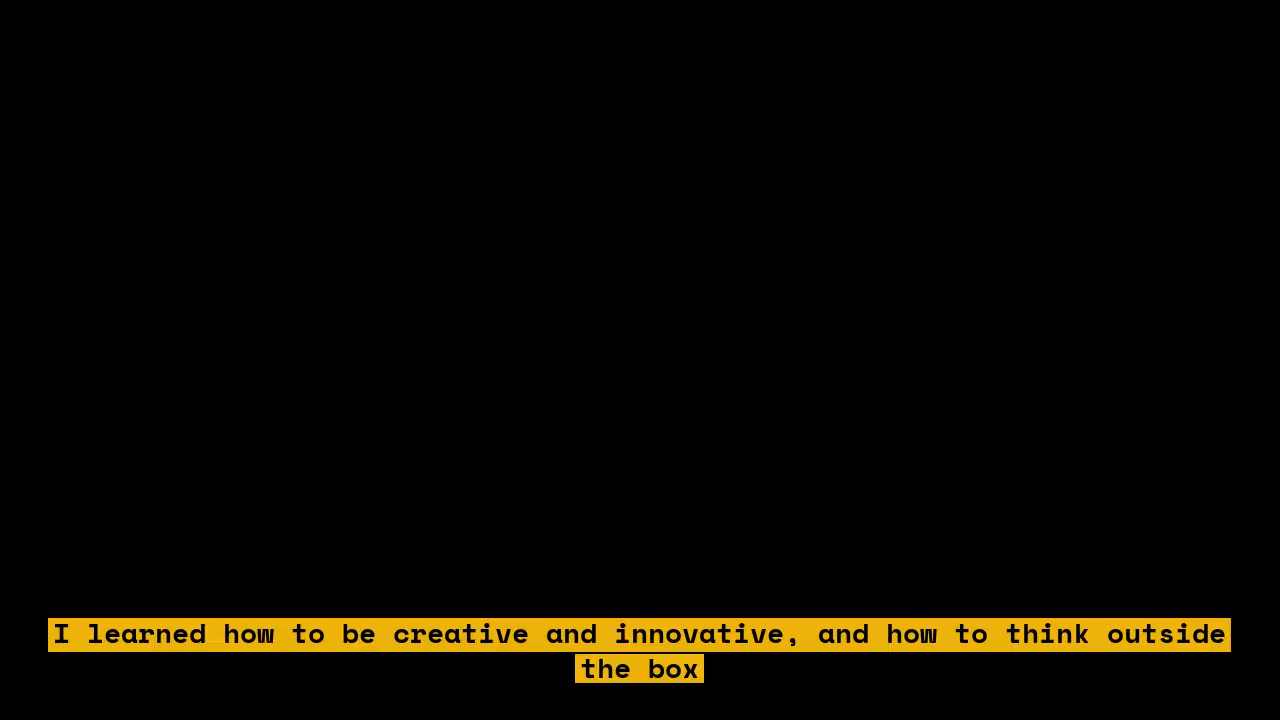 I learned how to be creative and innovative, and how to think outside
the box